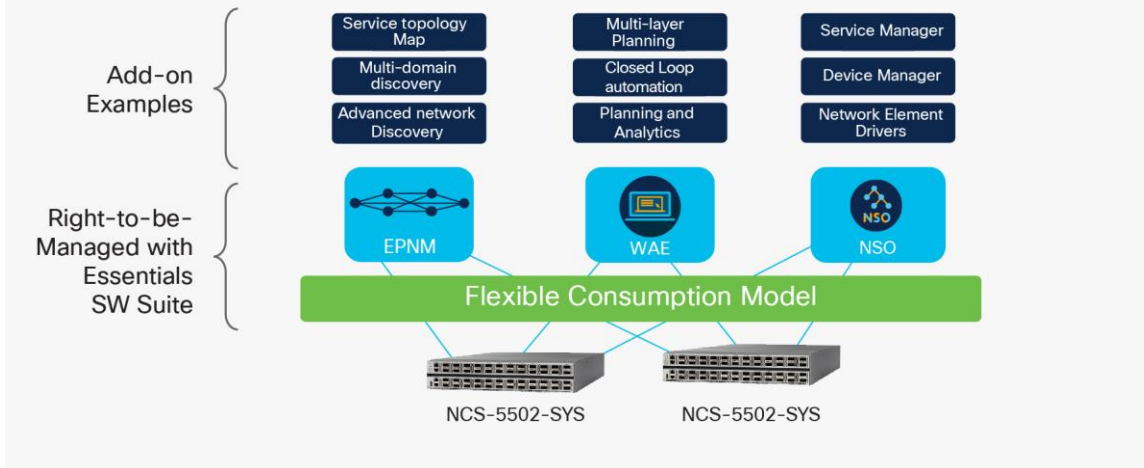 Add-on
Examples
Service topology
Map
Multi-domain
discovery
Advanced network
Discovery
Multi-layer
Planning
Closed Loop
automation
Planning and
Analytics
Service Manager
Device Manager
Network Element
Drivers
Right-to-be-
Managed with
Essentials
SW Suite
EPNM
WAE
NSO
NSO
Flexible Consumption Model
NCS-5502-SYS
NCS-5502-SYS